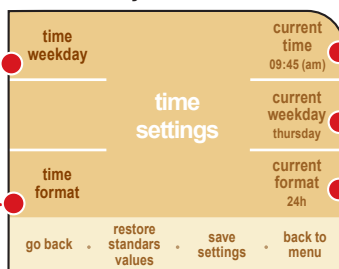 time
weekday
current
time
09:45 (am)
time
settings
current
weekday
thursday
time
format
current
format
24h
go back
restore
standars
values
save
settings
back to
menu